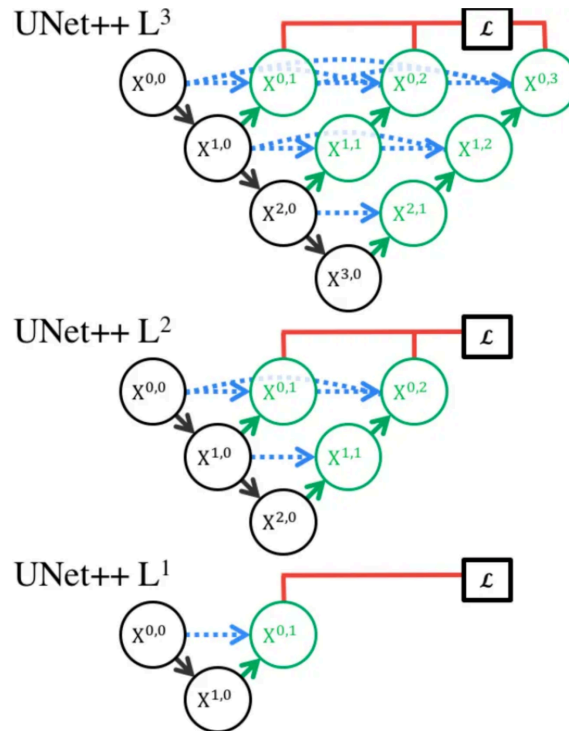 UNet++ L³
ℒ
X⁰,⁰ X⁰,¹ X⁰,² X⁰,³
X¹,⁰ X¹,¹ X¹,²
X²,⁰ X²,¹
X³,⁰
UNet++ L²
ℒ
X⁰,⁰ X⁰,¹ X⁰,²
X¹,⁰ X¹,¹
X²,⁰
UNet++ L¹
ℒ
X⁰,⁰ X⁰,¹
X¹,⁰